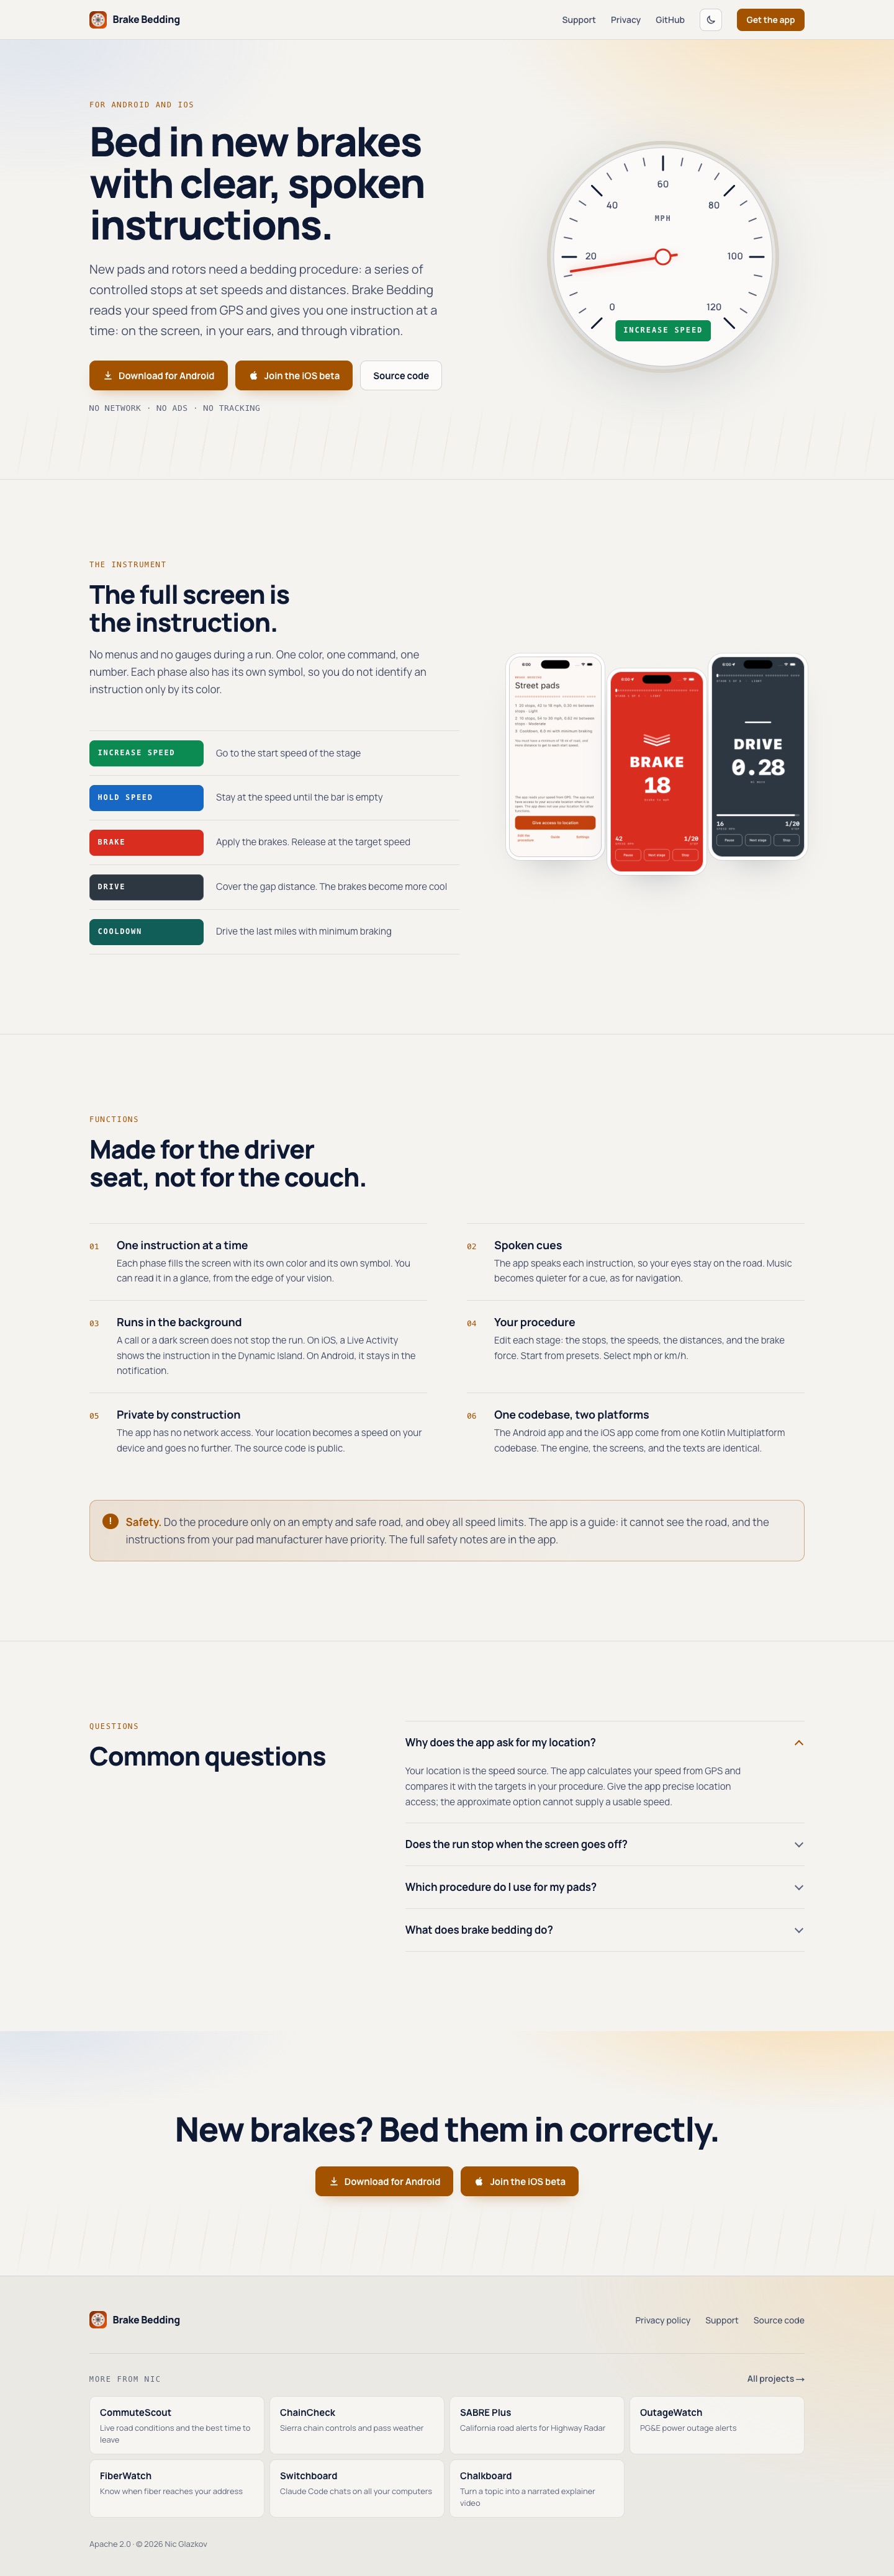 Brake Bedding
Support Privacy GitHub Get the app
FOR ANDROID AND IOS
Bed in new brakes
with clear, spoken
instructions.
New pads and rotors need a bedding procedure: a series of
controlled stops at set speeds and distances. Brake Bedding
reads your speed from GPS and gives you one instruction at a
time: on the screen, in your ears, and through vibration.
Download for Android Join the iOS beta Source code
NO NETWORK · NO ADS · NO TRACKING
60
40 80
MPH
20 100
0 120
INCREASE SPEED
THE INSTRUMENT
The full screen is
the instruction.
No menus and no gauges during a run. One color, one command, one
number. Each phase also has its own symbol, so you do not identify an
instruction only by its color.
INCREASE SPEED Go to the start speed of the stage
HOLD SPEED Stay at the speed until the bar is empty
BRAKE Apply the brakes. Release at the target speed
DRIVE Cover the gap distance. The brakes become more cool
COOLDOWN Drive the last miles with minimum braking
Street pads
Give access to location
BRAKE
18
42 1/20
Pause Next stage Stop
DRIVE
0.28
16 1/20
Pause Next stage Stop
FUNCTIONS
Made for the driver
seat, not for the couch.
01 One instruction at a time
Each phase fills the screen with its own color and its own symbol. You
can read it in a glance, from the edge of your vision.
02 Spoken cues
The app speaks each instruction, so your eyes stay on the road. Music
becomes quieter for a cue, as for navigation.
03 Runs in the background
A call or a dark screen does not stop the run. On iOS, a Live Activity
shows the instruction in the Dynamic Island. On Android, it stays in the
notification.
04 Your procedure
Edit each stage: the stops, the speeds, the distances, and the brake
force. Start from presets. Select mph or km/h.
05 Private by construction
The app has no network access. Your location becomes a speed on your
device and goes no further. The source code is public.
06 One codebase, two platforms
The Android app and the iOS app come from one Kotlin Multiplatform
codebase. The engine, the screens, and the texts are identical.
! Safety. Do the procedure only on an empty and safe road, and obey all speed limits. The app is a guide: it cannot see the road, and the
instructions from your pad manufacturer have priority. The full safety notes are in the app.
QUESTIONS
Common questions
Why does the app ask for my location?
Your location is the speed source. The app calculates your speed from GPS and
compares it with the targets in your procedure. Give the app precise location
access; the approximate option cannot supply a usable speed.
Does the run stop when the screen goes off?
Which procedure do I use for my pads?
What does brake bedding do?
New brakes? Bed them in correctly.
Download for Android Join the iOS beta
Brake Bedding
Privacy policy Support Source code
MORE FROM NIC All projects →
CommuteScout
Live road conditions and the best time to
leave
ChainCheck
Sierra chain controls and pass weather
SABRE Plus
California road alerts for Highway Radar
OutageWatch
PG&E power outage alerts
FiberWatch
Know when fiber reaches your address
Switchboard
Claude Code chats on all your computers
Chalkboard
Turn a topic into a narrated explainer
video
Apache 2.0 · © 2026 Nic Glazkov